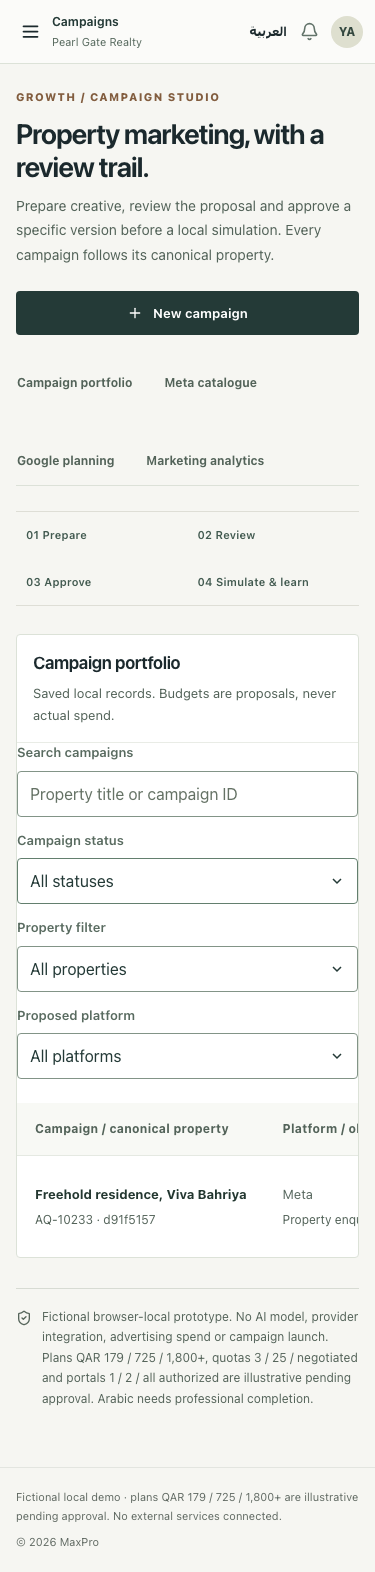 Campaigns
Pearl Gate Realty
العربية
YA
GROWTH / CAMPAIGN STUDIO
Property marketing, with a
review trail.
Prepare creative, review the proposal and approve a
specific version before a local simulation. Every
campaign follows its canonical property.
New campaign
Campaign portfolio
Meta catalogue
Google planning
Marketing analytics
01 Prepare
02 Review
03 Approve
04 Simulate & learn
Campaign portfolio
Saved local records. Budgets are proposals, never
actual spend.
Search campaigns
Property title or campaign ID
Campaign status
All statuses
Property filter
All properties
Proposed platform
All platforms
Campaign / canonical property
Platform /
Freehold residence, Viva Bahriya
Meta
AQ-10233 · d91f5157
Property
Fictional browser-local prototype. No AI model, provider
integration, advertising spend or campaign launch.
Plans QAR 179 / 725 / 1,800+, quotas 3 / 25 / negotiated
and portals 1 / 2 / all authorized are illustrative pending
approval. Arabic needs professional completion.
Fictional local demo · plans QAR 179 / 725 / 1,800+ are illustrative
pending approval. No external services connected.
© 2026 MaxPro